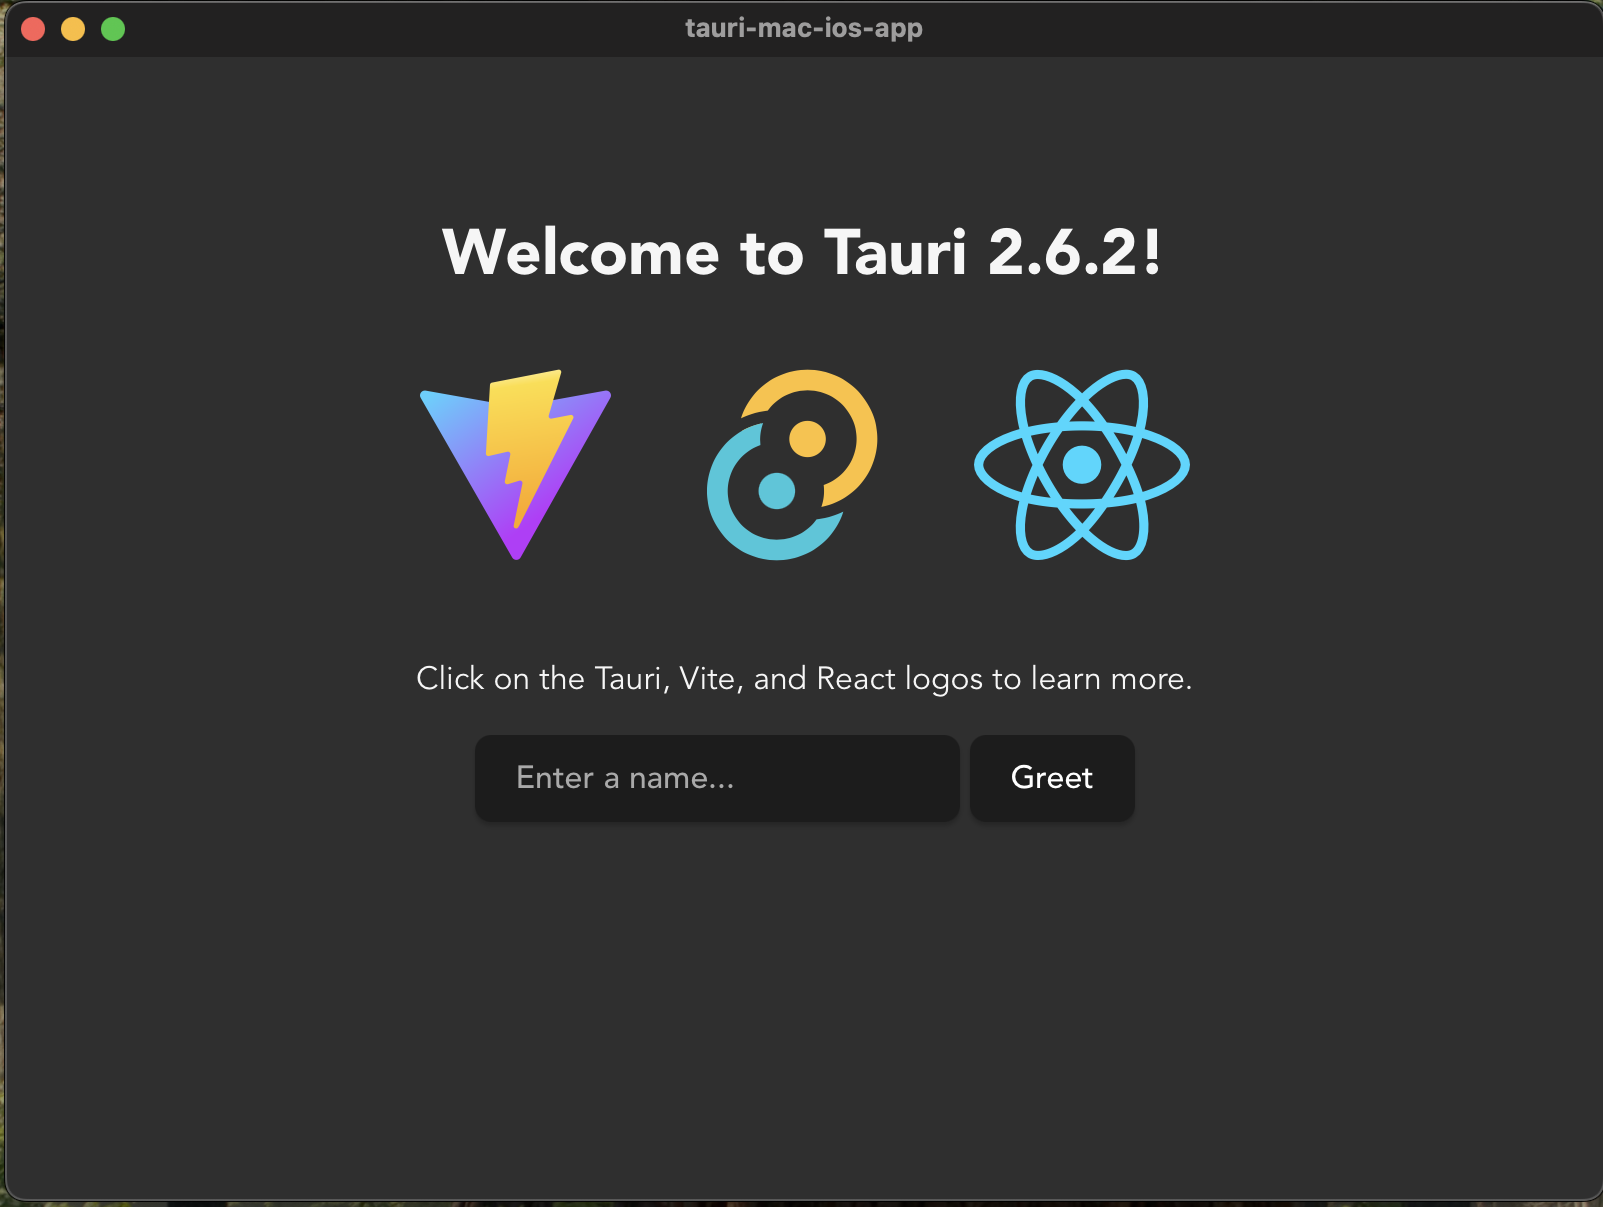 tauri-mac-ios-app
Welcome to Tauri 2.6.2!
Click on the Tauri, Vite, and React logos to learn more.
Enter a name...
Greet